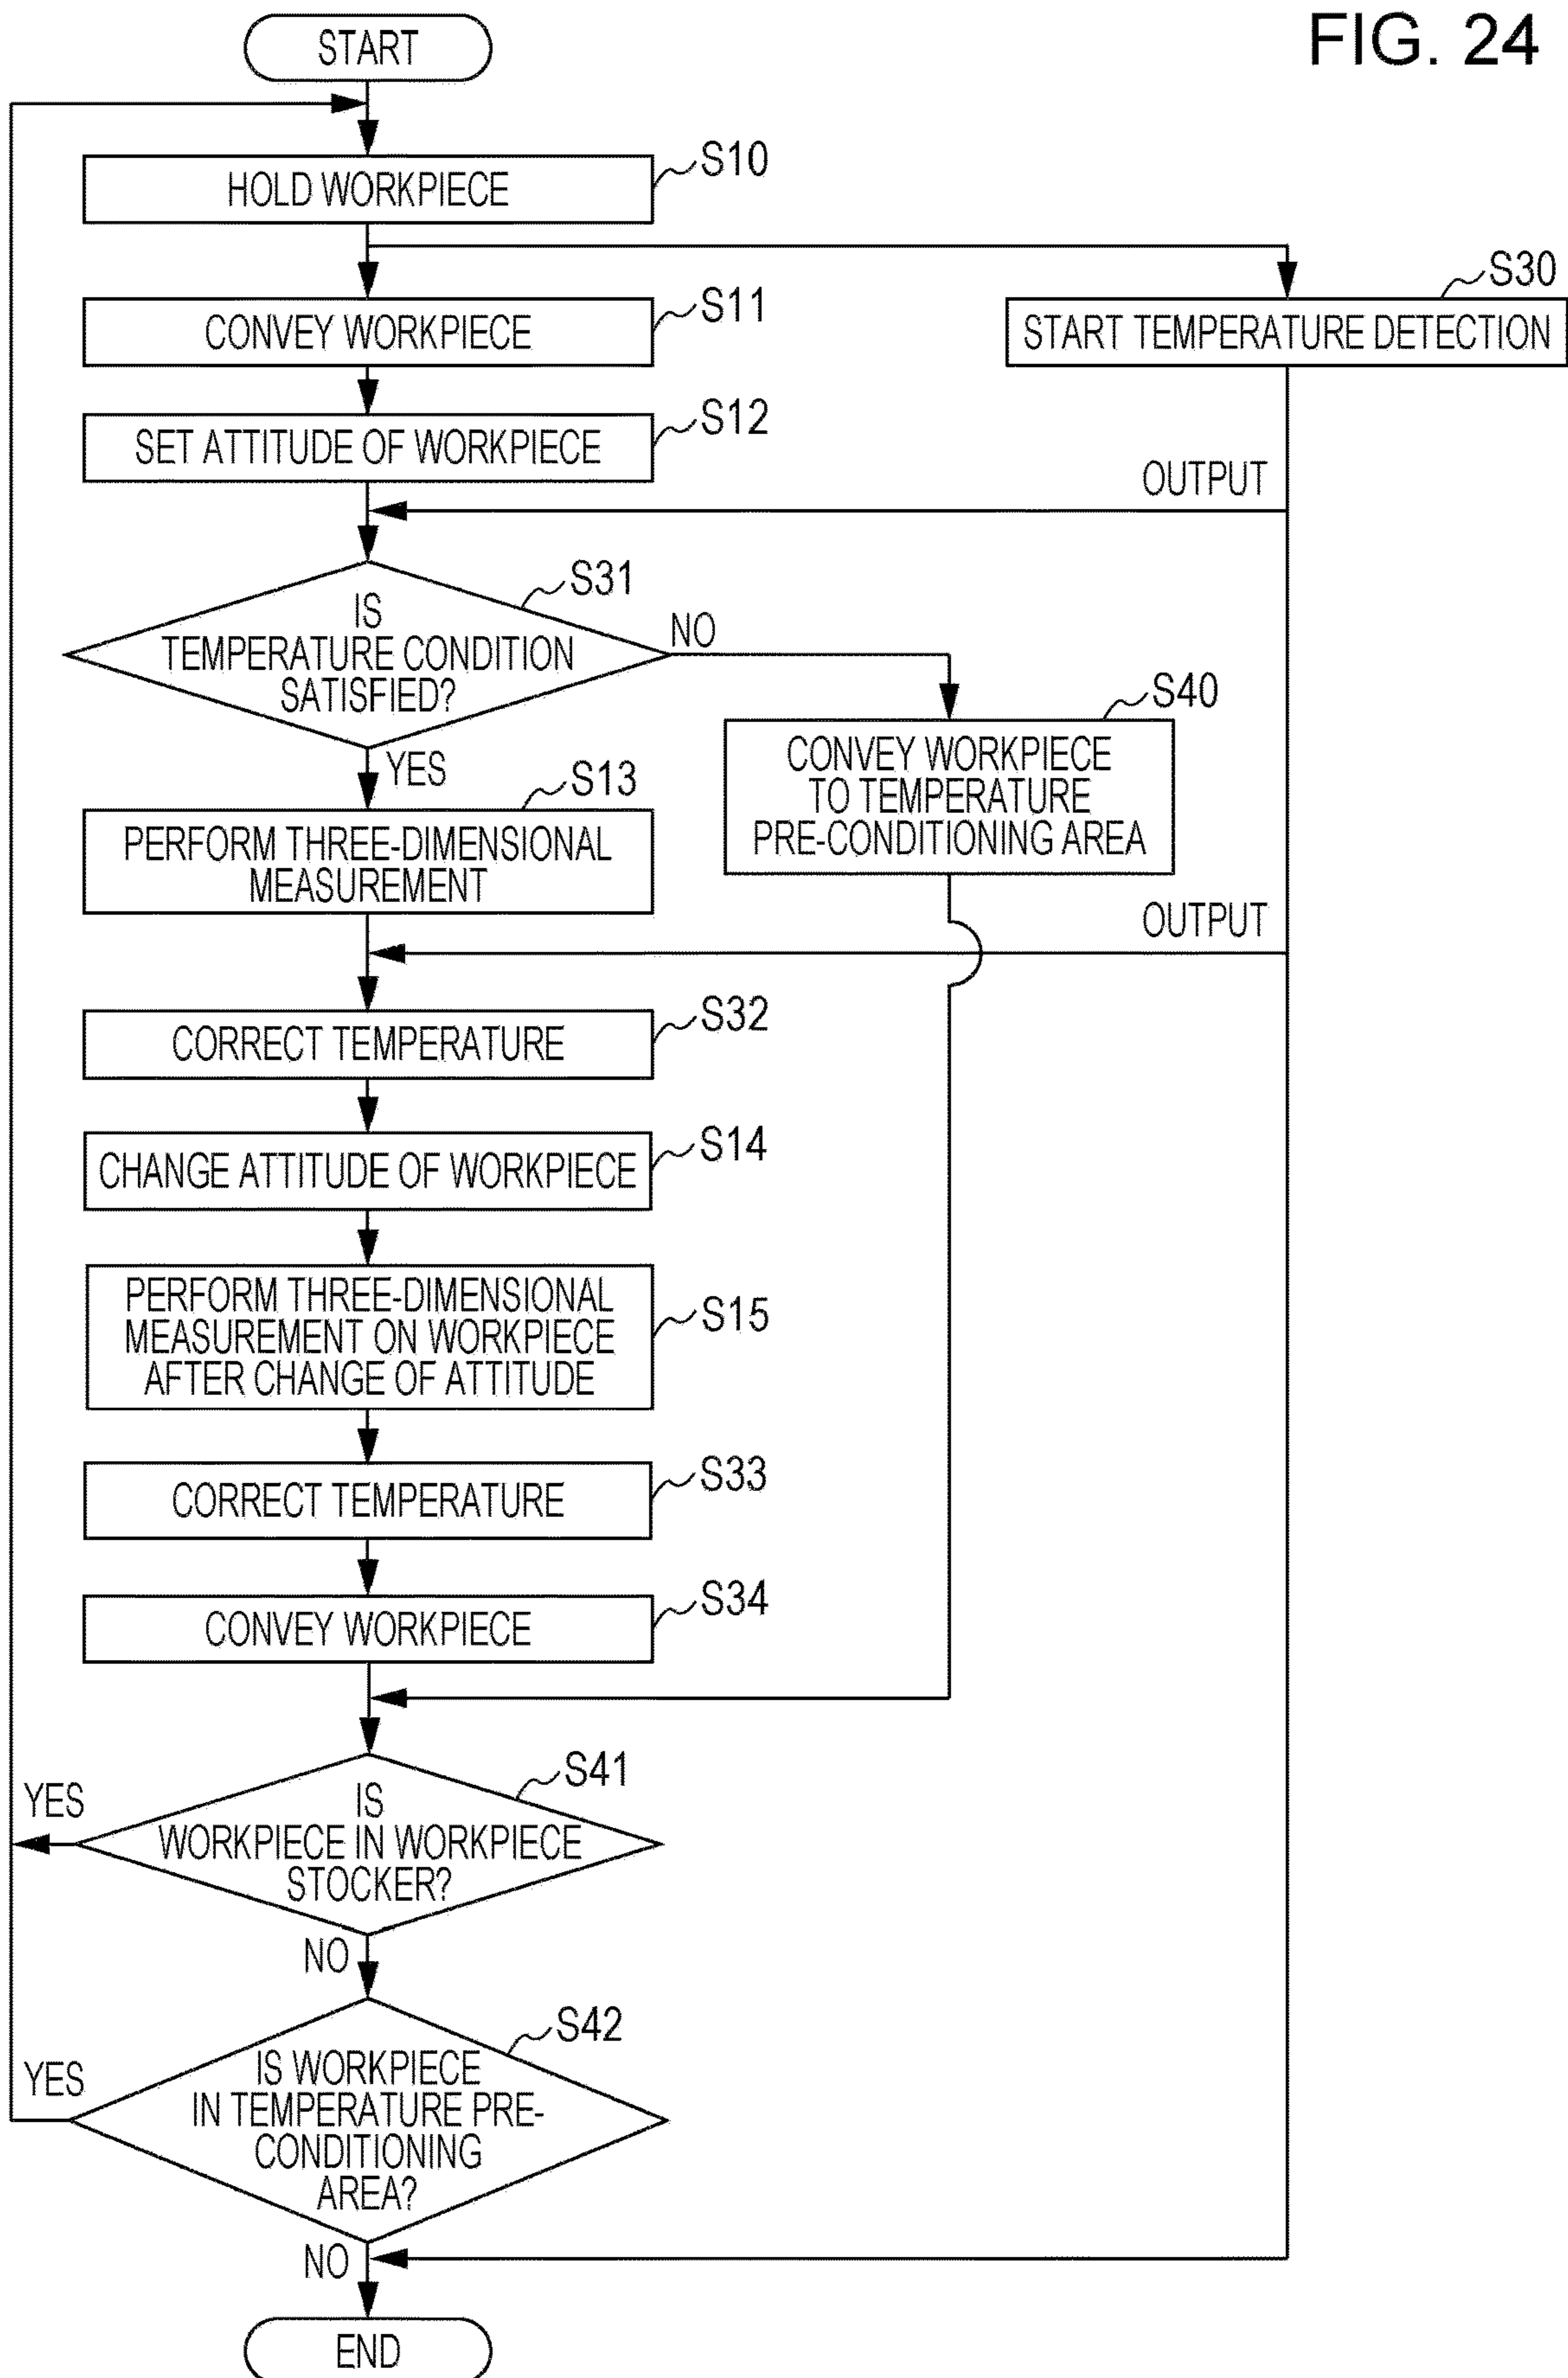 FIG. 24
START
S10
HOLD WORKPIECE
S11
CONVEY WORKPIECE
S30
START TEMPERATURE DETECTION
S12
SET ATTITUDE OF WORKPIECE
OUTPUT
S31
IS
TEMPERATURE CONDITION
SATISFIED?
NO
YES
S40
CONVEY WORKPIECE
TO TEMPERATURE
PRE-CONDITIONING AREA
S13
PERFORM THREE-DIMENSIONAL
MEASUREMENT
OUTPUT
S32
CORRECT TEMPERATURE
S14
CHANGE ATTITUDE OF WORKPIECE
S15
PERFORM THREE-DIMENSIONAL
MEASUREMENT ON WORKPIECE
AFTER CHANGE OF ATTITUDE
S33
CORRECT TEMPERATURE
S34
CONVEY WORKPIECE
S41
YES
IS
WORKPIECE IN WORKPIECE
STOCKER?
NO
S42
YES
IS WORKPIECE
IN TEMPERATURE PRE-
CONDITIONING
AREA?
NO
END